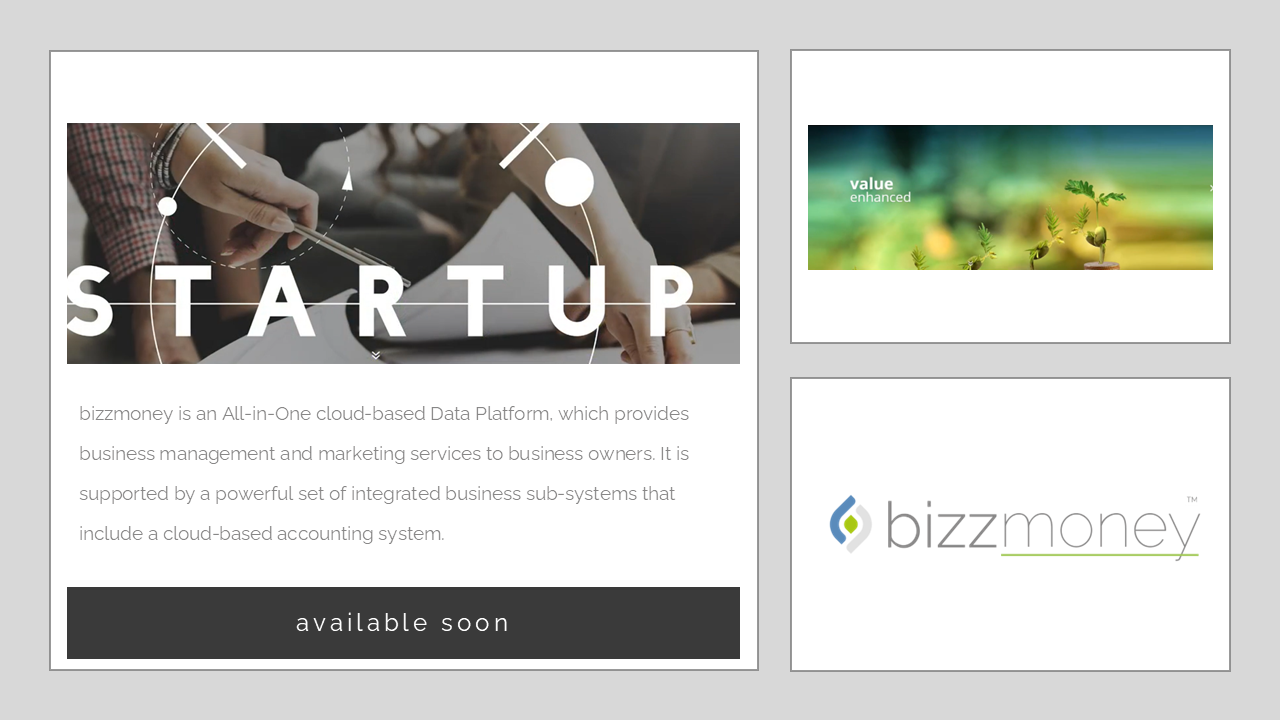 STARTUP
bizzmoney is an All-in-One cloud-based Data Platform, which provides
business management and marketing services to business owners. It is
supported by a powerful set of integrated business sub-systems that
include a cloud-based accounting system.
available soon
value
enhanced
bizzmoney™